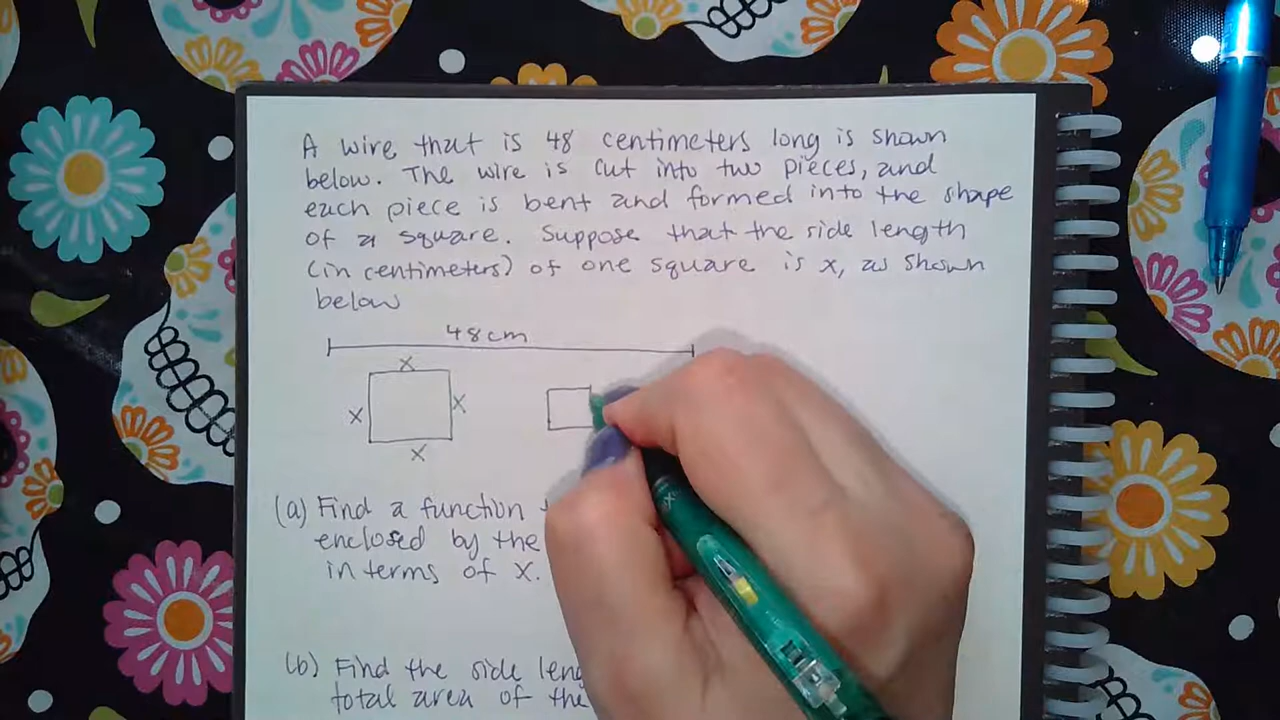 A wire that is 48 centimeters long is shown
below. The wire is cut into two pieces, and
each piece is bent and formed into the shape
of a square. Suppose that the side length
(in centimeters) of one square is x, as shown
below
48cm
x
x x
x
(a) Find a function
enclosed by the
in terms of x.
(b) Find the side
total area of the